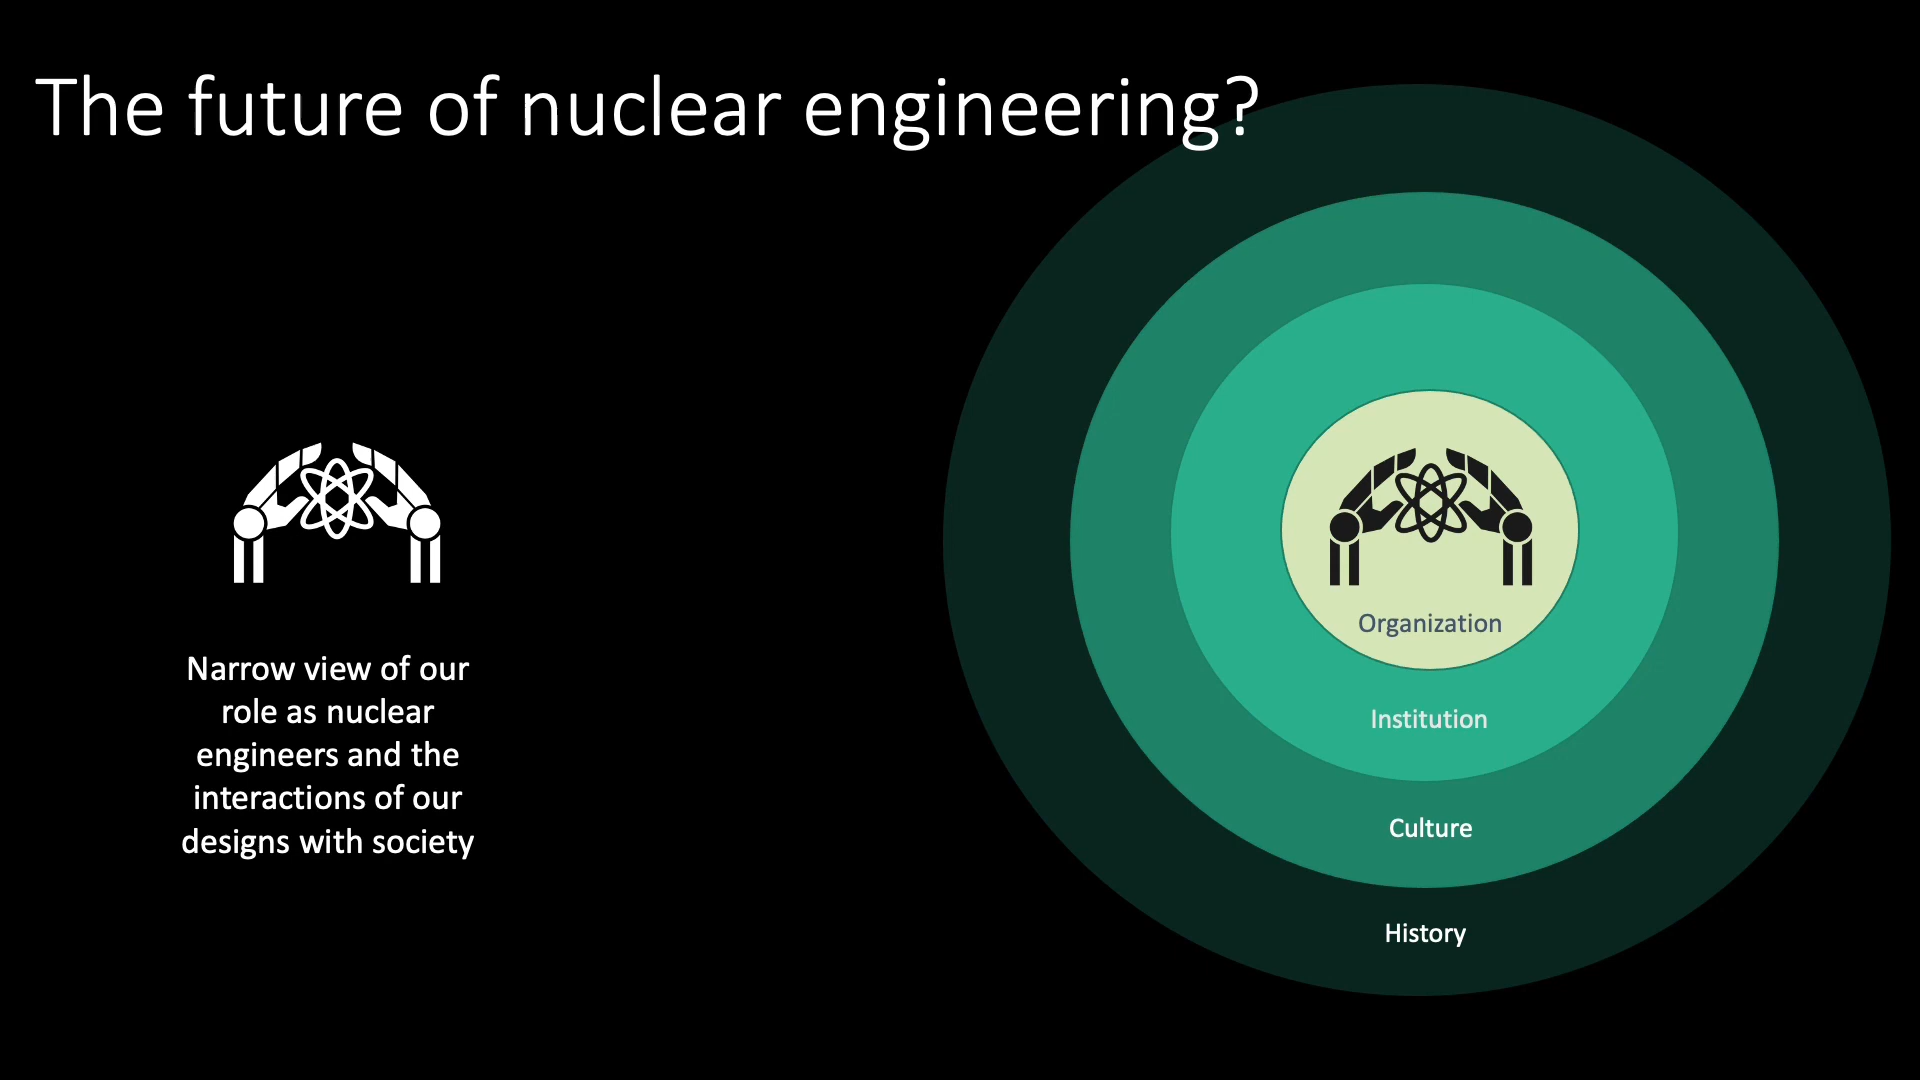 The future of nuclear engineering?
Narrow view of our
role as nuclear
engineers and the
interactions of our
designs with society
Organization
Institution
Culture
History